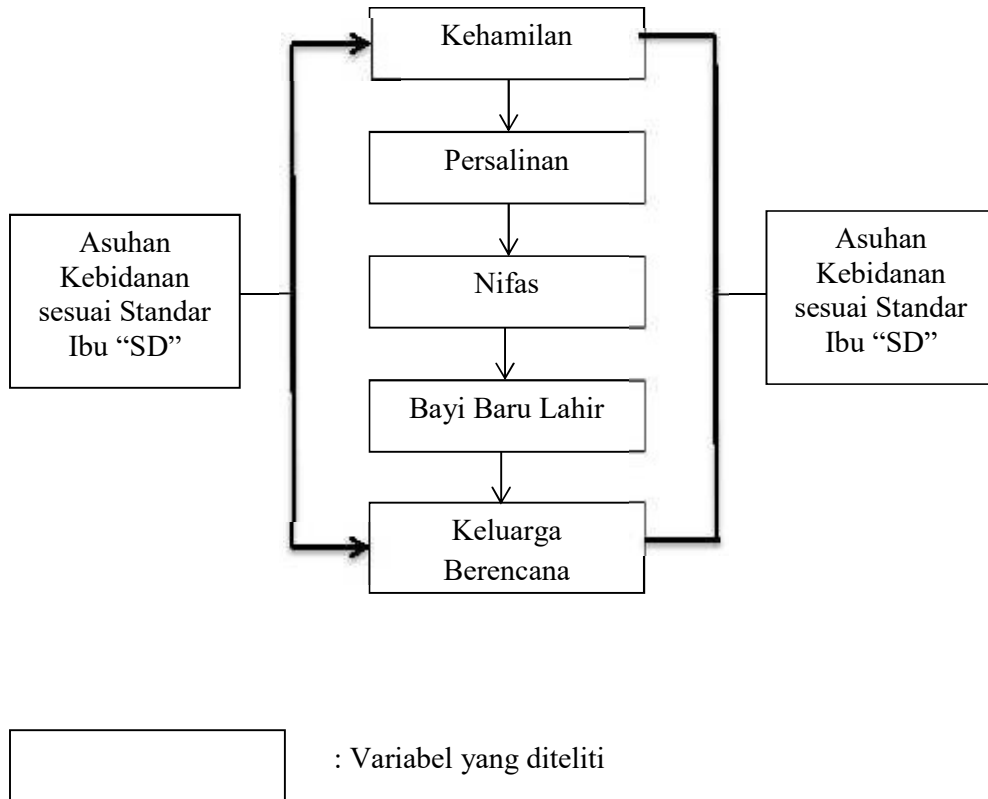 Kehamilan
Persalinan
Asuhan
Kebidanan
sesuai Standar
Ibu “SD”
Nifas
Asuhan
Kebidanan
sesuai Standar
Ibu “SD”
Bayi Baru Lahir
Keluarga
Berencana
: Variabel yang diteliti